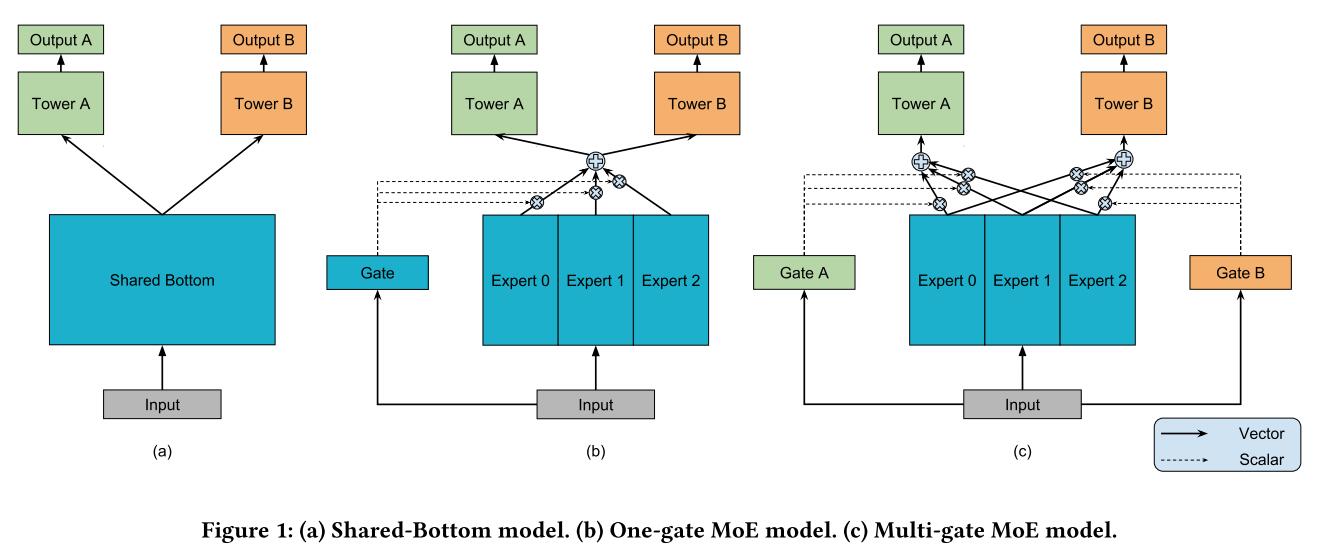 Output A
Output B
Tower A
Tower B
Shared Bottom
Input
(a)
Output A
Output B
Tower A
Tower B
Gate
Expert 0
Expert 1
Expert 2
Input
(b)
Output A
Output B
Tower A
Tower B
Gate A
Expert 0
Expert 1
Expert 2
Gate B
Input
(c)
Vector
Scalar
Figure 1: (a) Shared-Bottom model. (b) One-gate MoE model. (c) Multi-gate MoE model.